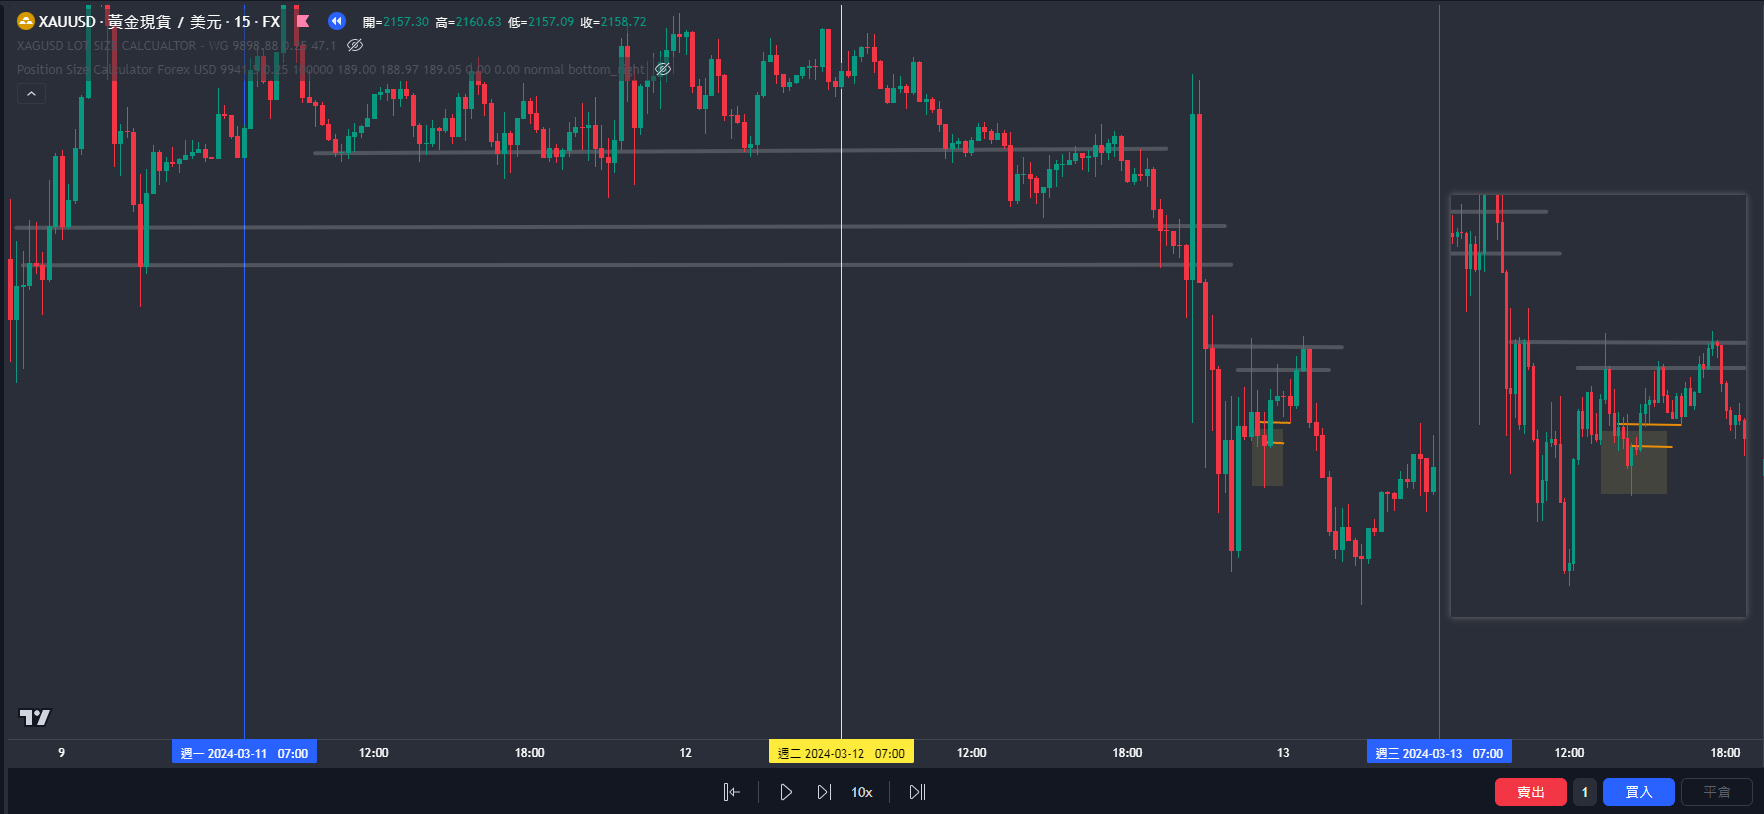 XAUUSD · 黃金現貨 / 美元 · 15 · FX 開=2157.30 高=2160.63 低=2157.09 收=2158.72
XAGUSD LOT SIZE CALCUALTOR - WG 9898.88 0.25 47.1
Position Size Calculator Forex USD 9941 0.25 100000 189.00 188.97 189.05 0.00 0.00 normal bottom_right
9 週一 2024-03-11 07:00 12:00 18:00 12 週二 2024-03-12 07:00 12:00 18:00 13 週三 2024-03-13 07:00 12:00 18:00
10x 賣出 1 買入 平倉